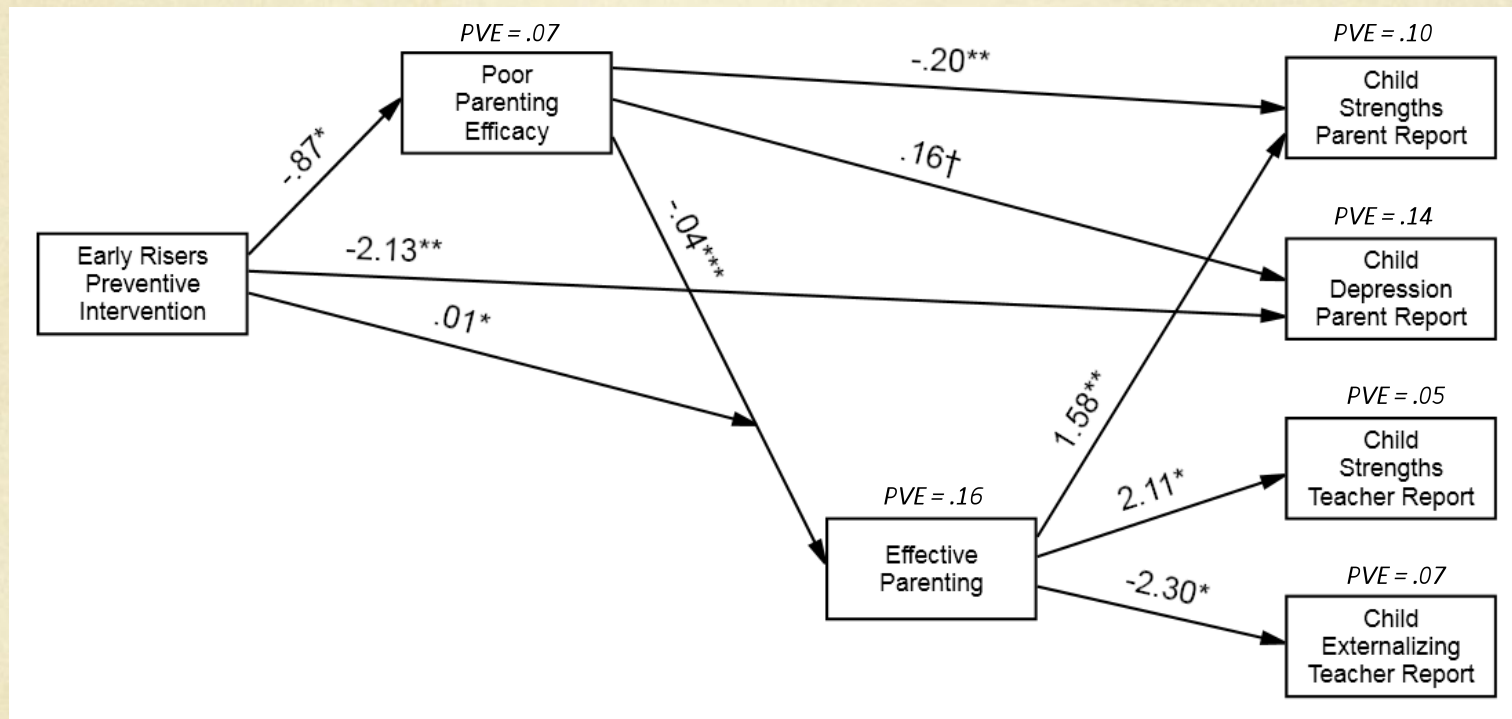 PVE = .07
Poor
Parenting
Efficacy
PVE = .10
Child
Strengths
Parent Report
-.20**
.16†
-.87*
-.04***
PVE = .14
Child
Depression
Parent Report
Early Risers
Preventive
Intervention
-2.13**
.01*
1.58**
PVE = .05
Child
Strengths
Teacher Report
2.11*
PVE = .16
Effective
Parenting
-2.30*
PVE = .07
Child
Externalizing
Teacher Report